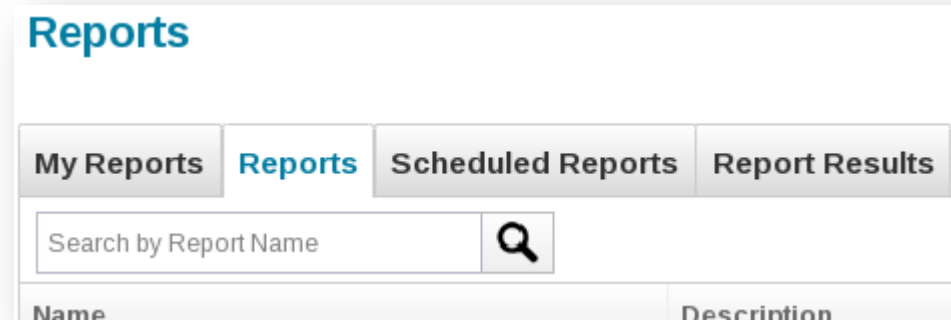 Reports
My Reports Reports Scheduled Reports Report Results
Search by Report Name
Name Description